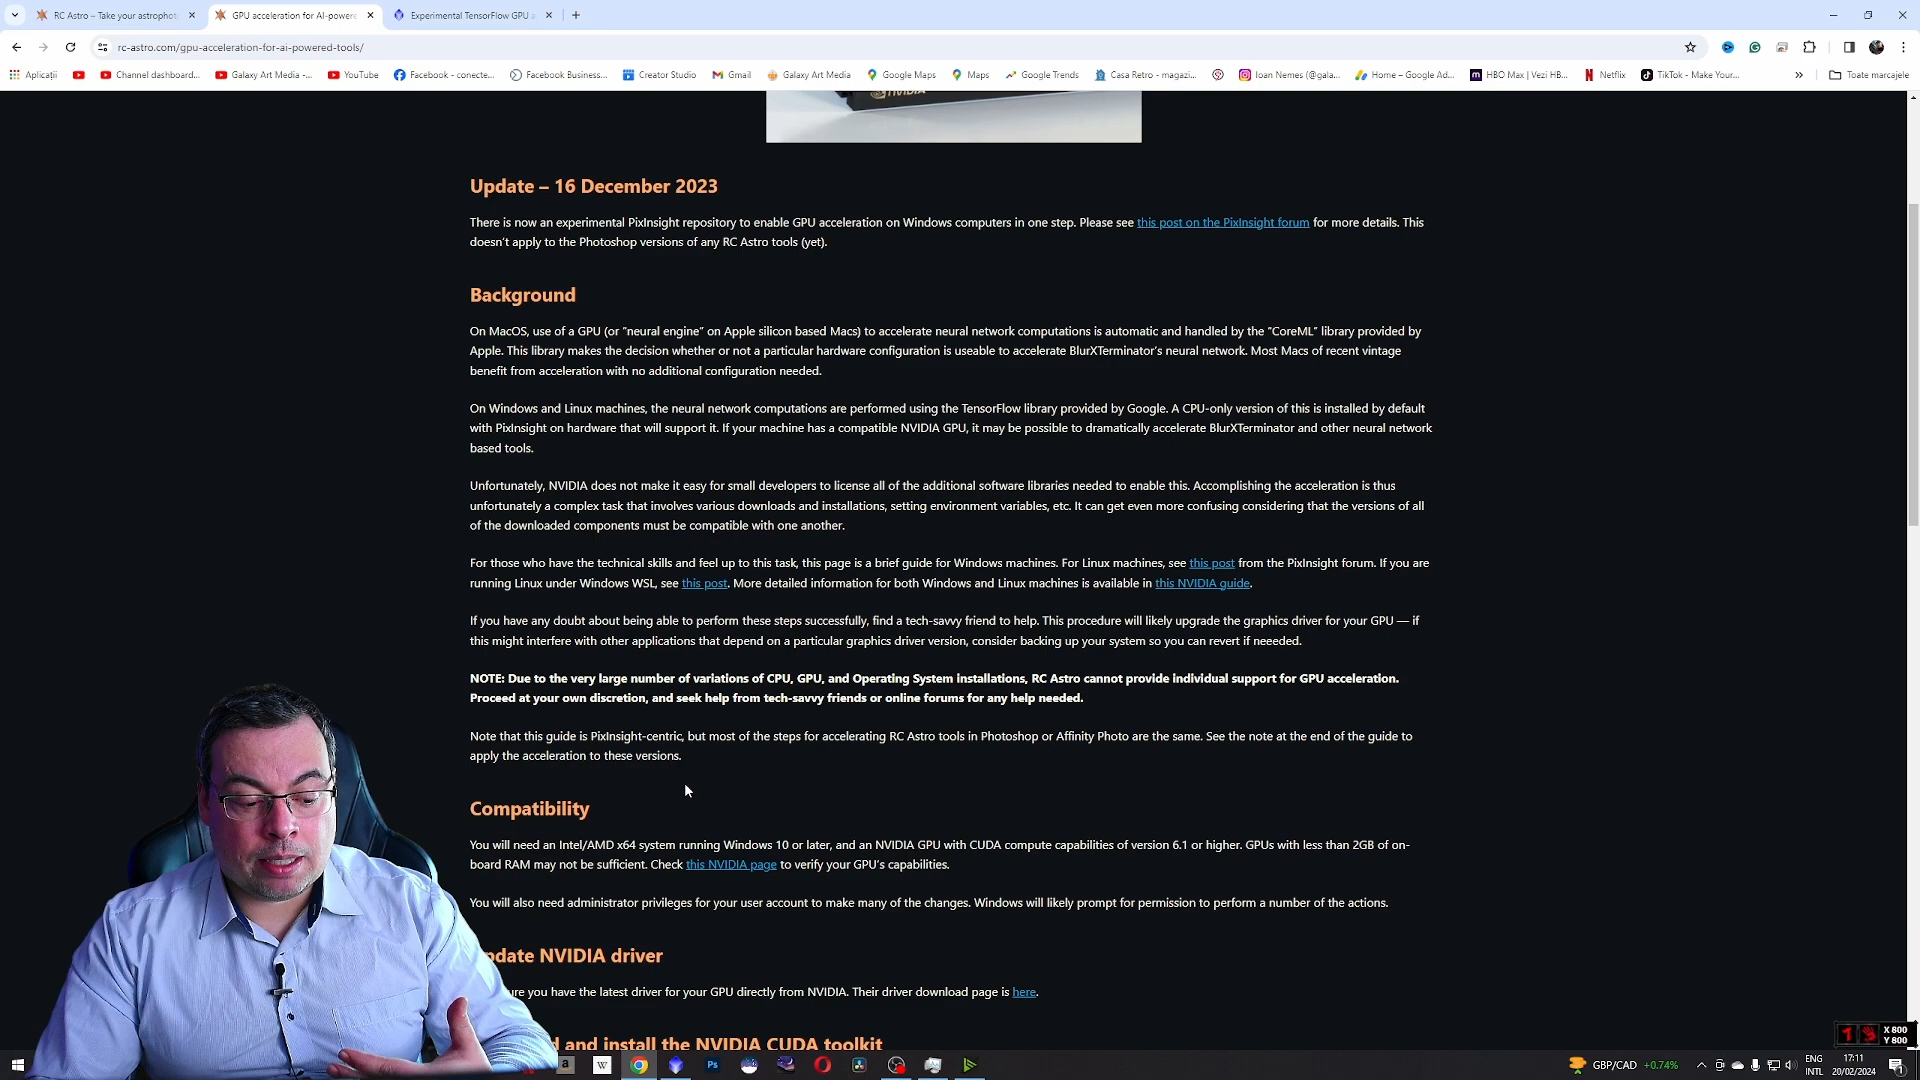 RC Astro – Take your astrophot
GPU acceleration for AI-powere
Experimental TensorFlow GPU a
rc-astro.com/gpu-acceleration-for-ai-powered-tools/
Aplicații
Channel dashboard...
Galaxy Art Media -...
YouTube
Facebook - conecte...
Facebook Business...
Creator Studio
Gmail
Galaxy Art Media
Google Maps
Maps
Google Trends
Casa Retro - magazi...
Ioan Nemes (@gala...
Home – Google Ad...
HBO Max | Vezi HB...
Netflix
TikTok - Make Your...
Toate marcajele
NVIDIA
Update – 16 December 2023
There is now an experimental PixInsight repository to enable GPU acceleration on Windows computers in one step. Please see this post on the PixInsight forum for more details. This
doesn't apply to the Photoshop versions of any RC Astro tools (yet).
Background
On MacOS, use of a GPU (or "neural engine" on Apple silicon based Macs) to accelerate neural network computations is automatic and handled by the "CoreML" library provided by
Apple. This library makes the decision whether or not a particular hardware configuration is useable to accelerate BlurXTerminator's neural network. Most Macs of recent vintage
benefit from acceleration with no additional configuration needed.
On Windows and Linux machines, the neural network computations are performed using the TensorFlow library provided by Google. A CPU-only version of this is installed by default
with PixInsight on hardware that will support it. If your machine has a compatible NVIDIA GPU, it may be possible to dramatically accelerate BlurXTerminator and other neural network
based tools.
Unfortunately, NVIDIA does not make it easy for small developers to license all of the additional software libraries needed to enable this. Accomplishing the acceleration is thus
unfortunately a complex task that involves various downloads and installations, setting environment variables, etc. It can get even more confusing considering that the versions of all
of the downloaded components must be compatible with one another.
For those who have the technical skills and feel up to this task, this page is a brief guide for Windows machines. For Linux machines, see this post from the PixInsight forum. If you are
running Linux under Windows WSL, see this post. More detailed information for both Windows and Linux machines is available in this NVIDIA guide.
If you have any doubt about being able to perform these steps successfully, find a tech-savvy friend to help. This procedure will likely upgrade the graphics driver for your GPU — if
this might interfere with other applications that depend on a particular graphics driver version, consider backing up your system so you can revert if neeeded.
NOTE: Due to the very large number of variations of CPU, GPU, and Operating System installations, RC Astro cannot provide individual support for GPU acceleration.
Proceed at your own discretion, and seek help from tech-savvy friends or online forums for any help needed.
Note that this guide is PixInsight-centric, but most of the steps for accelerating RC Astro tools in Photoshop or Affinity Photo are the same. See the note at the end of the guide to
apply the acceleration to these versions.
Compatibility
You will need an Intel/AMD x64 system running Windows 10 or later, and an NVIDIA GPU with CUDA compute capabilities of version 6.1 or higher. GPUs with less than 2GB of on-
board RAM may not be sufficient. Check this NVIDIA page to verify your GPU's capabilities.
You will also need administrator privileges for your user account to make many of the changes. Windows will likely prompt for permission to perform a number of the actions.
pdate NVIDIA driver
ure you have the latest driver for your GPU directly from NVIDIA. Their driver download page is here.
and install the NVIDIA CUDA toolkit
X 800
Y 800
a
W
Ps
GBP/CAD +0.74%
ENG
INTL
17:11
20/02/2024
1